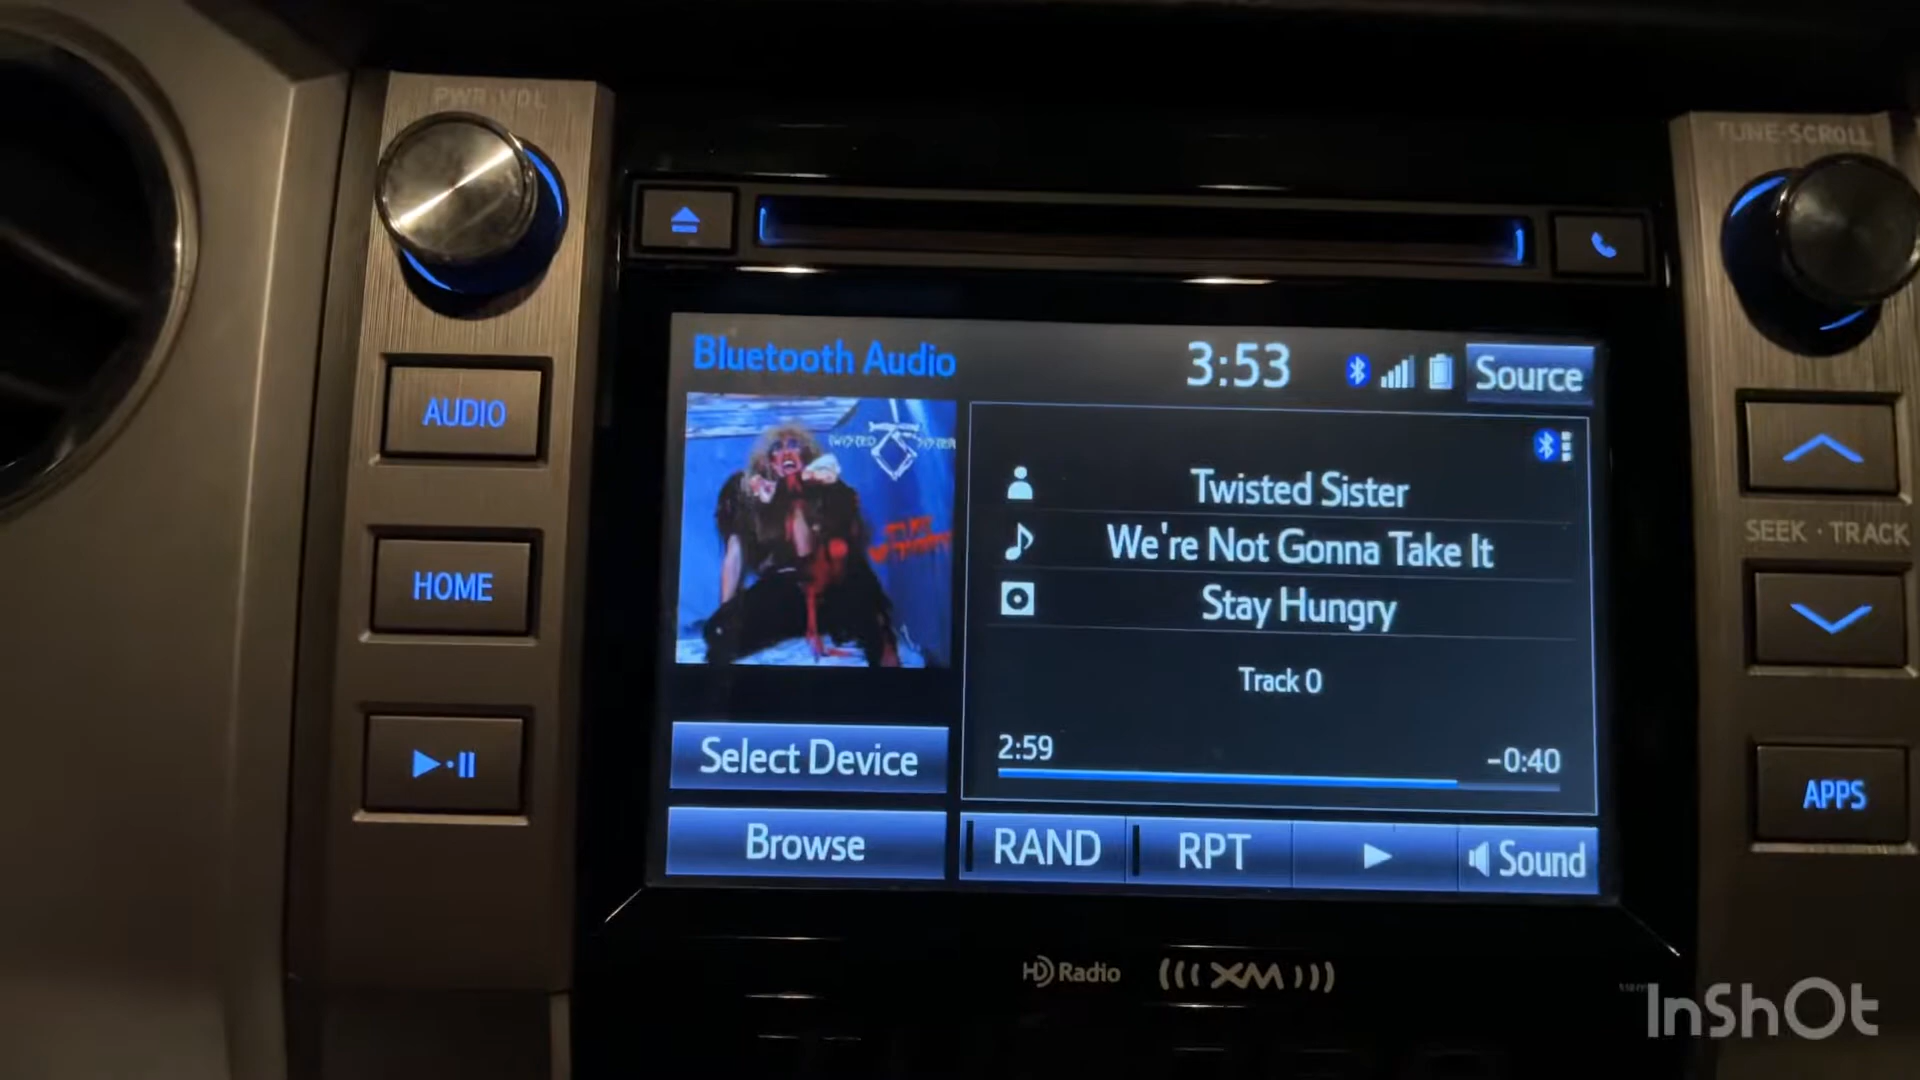 PWR·VOL
TUNE·SCROLL
AUDIO
HOME
SEEK · TRACK
APPS
Bluetooth Audio
3:53
Source
TWISTED SISTER
Twisted Sister
We're Not Gonna Take It
Stay Hungry
Track 0
2:59
-0:40
Select Device
Browse
RAND
RPT
Sound
HD Radio
XM
InShOt